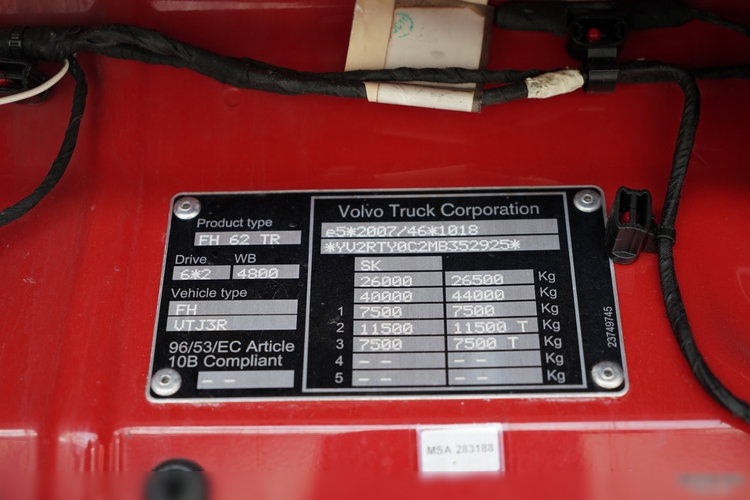 Product type
FH 62 TR
Drive WB
6*2 4800
Vehicle type
FH
VTJ3R
96/53/EC Article
10B Compliant
-- --
Volvo Truck Corporation
e5*2007/46*1018
*YV2RTY0C2MB352925*
SK
26000 26500 Kg
40000 44000 Kg
1 7500 7500 Kg
2 11500 11500 T Kg
3 7500 7500 T Kg
4 -- -- -- -- Kg
5 -- -- -- -- Kg
23749745
MSA 283188